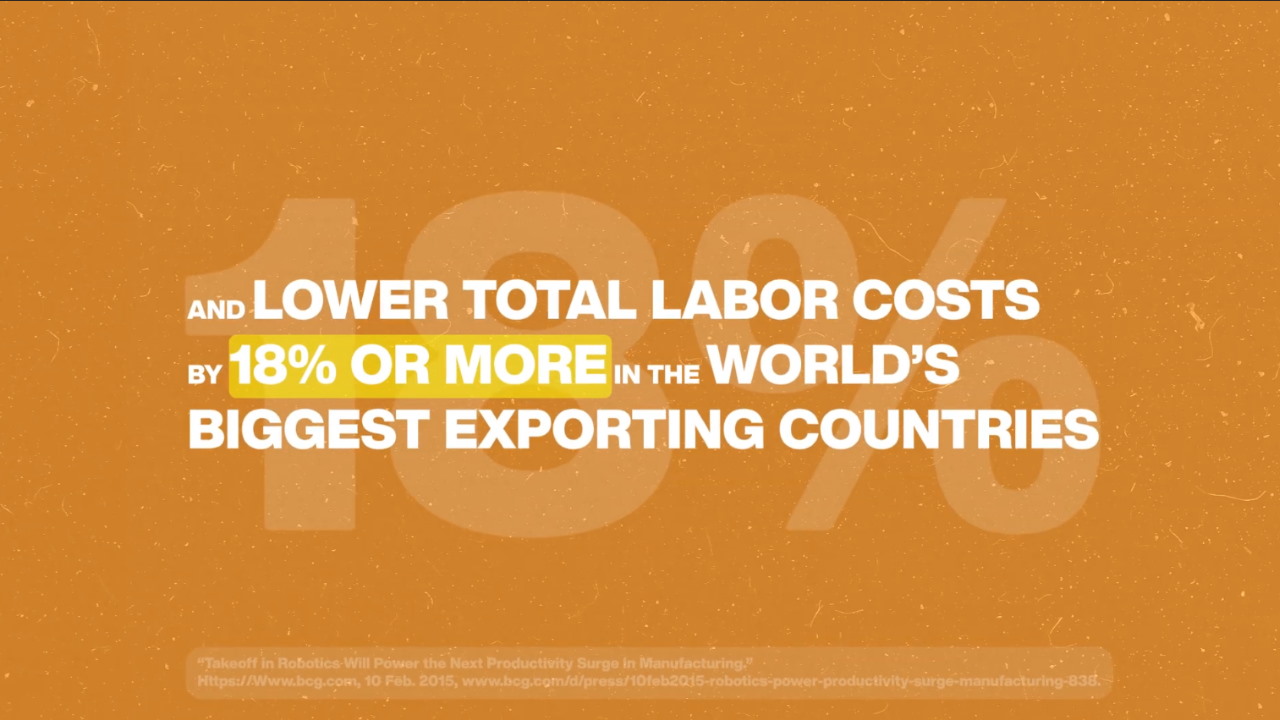 18%
AND LOWER TOTAL LABOR COSTS
BY 18% OR MORE IN THE WORLD'S
BIGGEST EXPORTING COUNTRIES
"Takeoff in Robotics Will Power the Next Productivity Surge in Manufacturing."
Https://Www.bcg.com, 10 Feb. 2015, www.bcg.com/d/press/10feb2015-robotics-power-productivity-surge-manufacturing-838.